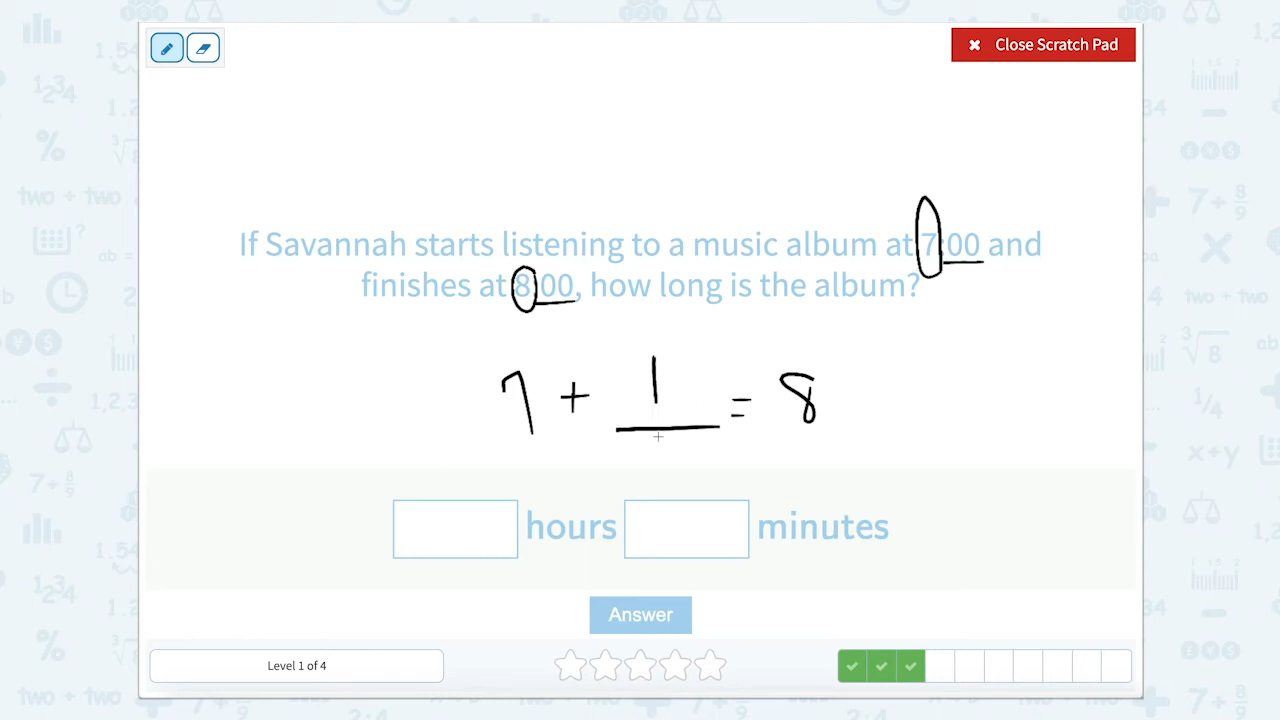 ✖ Close Scratch Pad
If Savannah starts listening to a music album at 7:00 and
finishes at 8:00, how long is the album?
7 + 1 = 8
hours minutes
Answer
Level 1 of 4